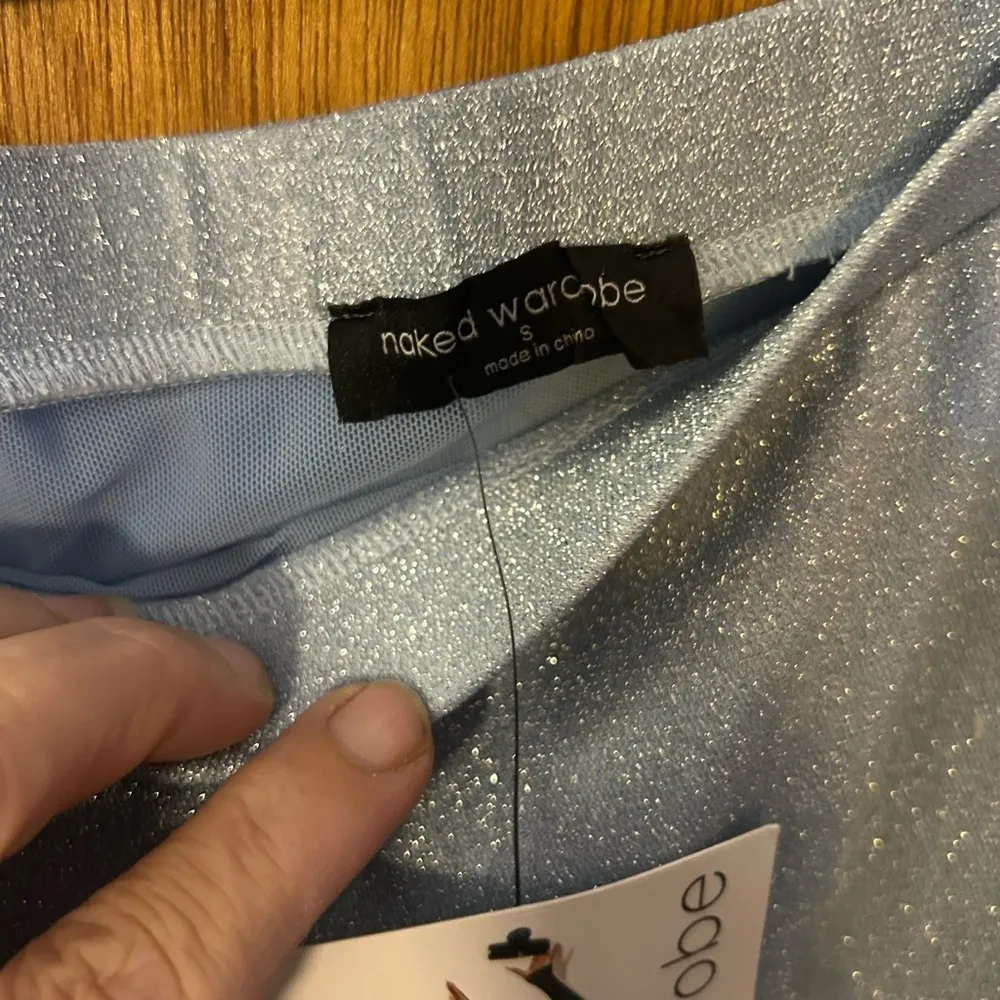 naked wardrobe
S
made in china
obe